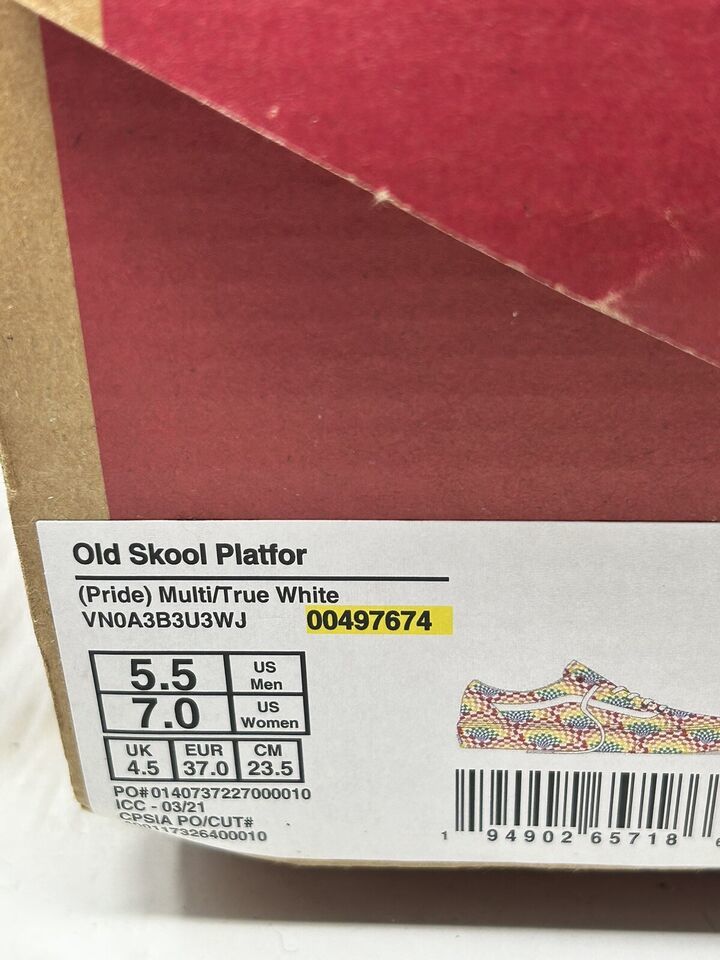 Old Skool Platfor
(Pride) Multi/True White
VN0A3B3U3WJ 00497674
5.5 US Men
7.0 US Women
UK 4.5 EUR 37.0 CM 23.5
PO# 0140737227000010
ICC - 03/21
CPSIA PO/CUT#
1 94902 65718